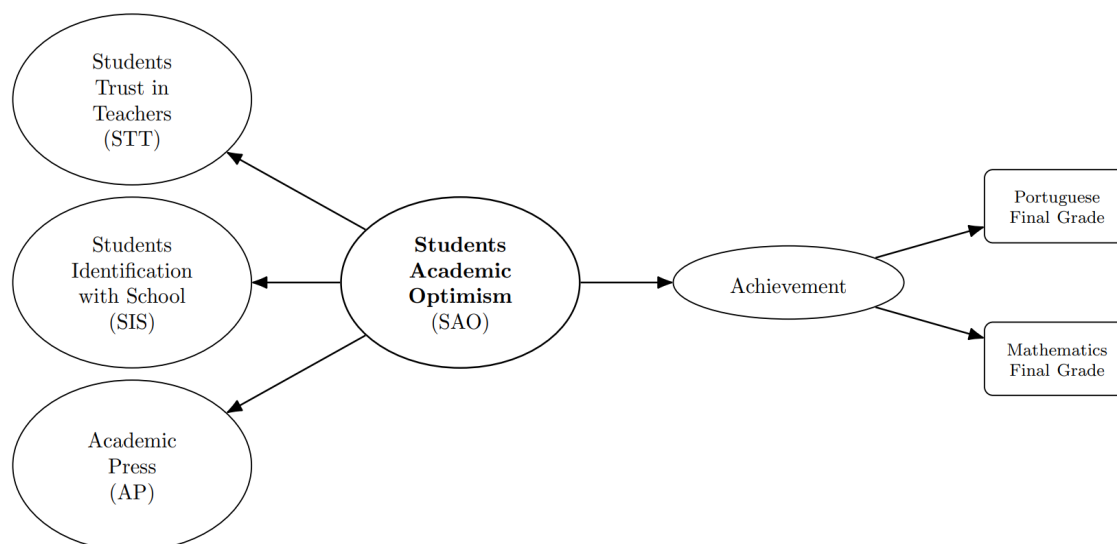 Students
Trust in
Teachers
(STT)
Students
Identification
with School
(SIS)
Academic
Press
(AP)
Students
Academic
Optimism
(SAO)
Achievement
Portuguese
Final Grade
Mathematics
Final Grade